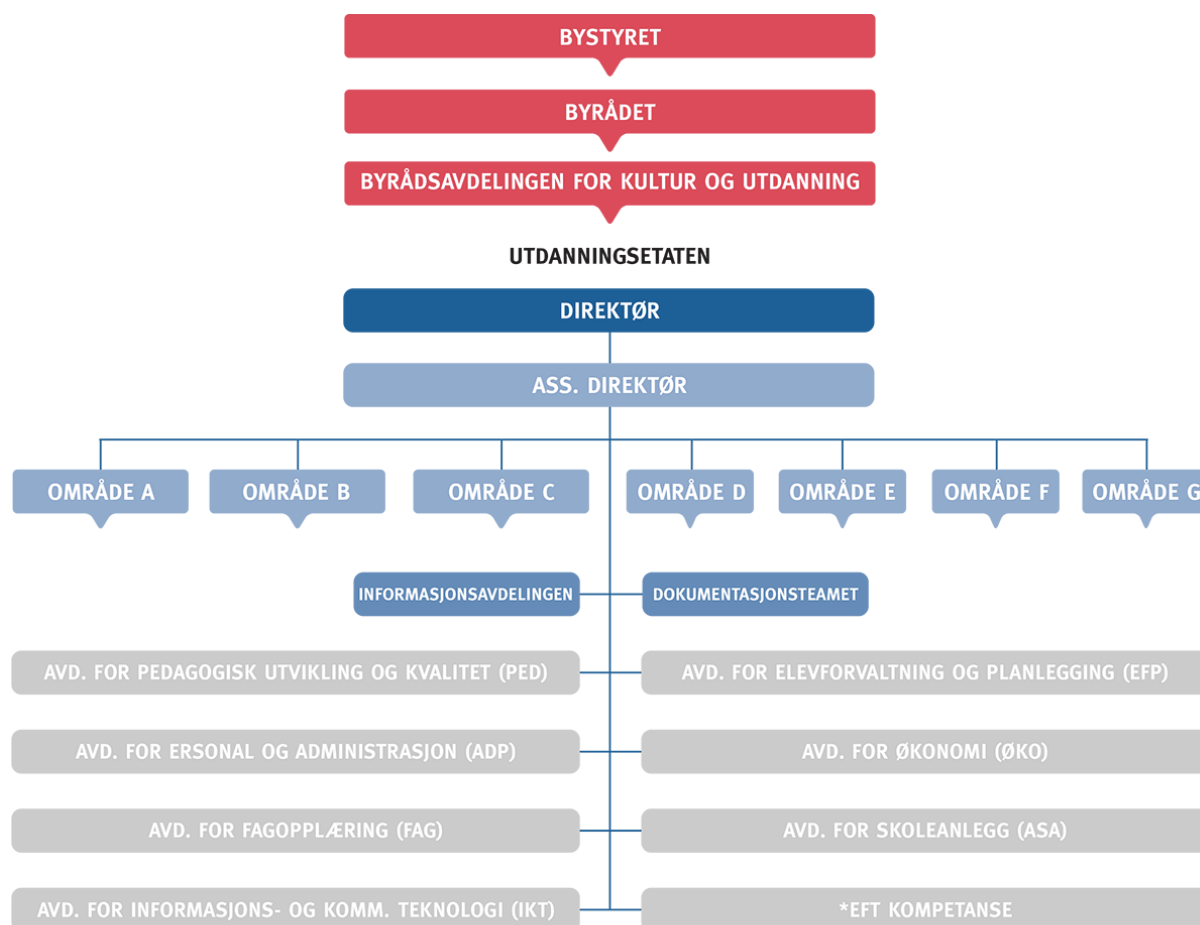 BYSTYRET
BYRÅDET
BYRÅDSAVDELINGEN FOR KULTUR OG UTDANNING
UTDANNINGSETATEN
DIREKTØR
ASS. DIREKTØR
OMRÅDE A
OMRÅDE B
OMRÅDE C
OMRÅDE D
OMRÅDE E
OMRÅDE F
OMRÅDE G
INFORMASJONSAVDELINGEN
DOKUMENTASJONSTEAMET
AVD. FOR PEDAGOGISK UTVIKLING OG KVALITET (PED)
AVD. FOR ELEVFORVALTNING OG PLANLEGGING (EFP)
AVD. FOR ERSONAL OG ADMINISTRASJON (ADP)
AVD. FOR ØKONOMI (ØKO)
AVD. FOR FAGOPPLÆRING (FAG)
AVD. FOR SKOLEANLEGG (ASA)
AVD. FOR INFORMASJONS- OG KOMM. TEKNOLOGI (IKT)
*EFT KOMPETANSE